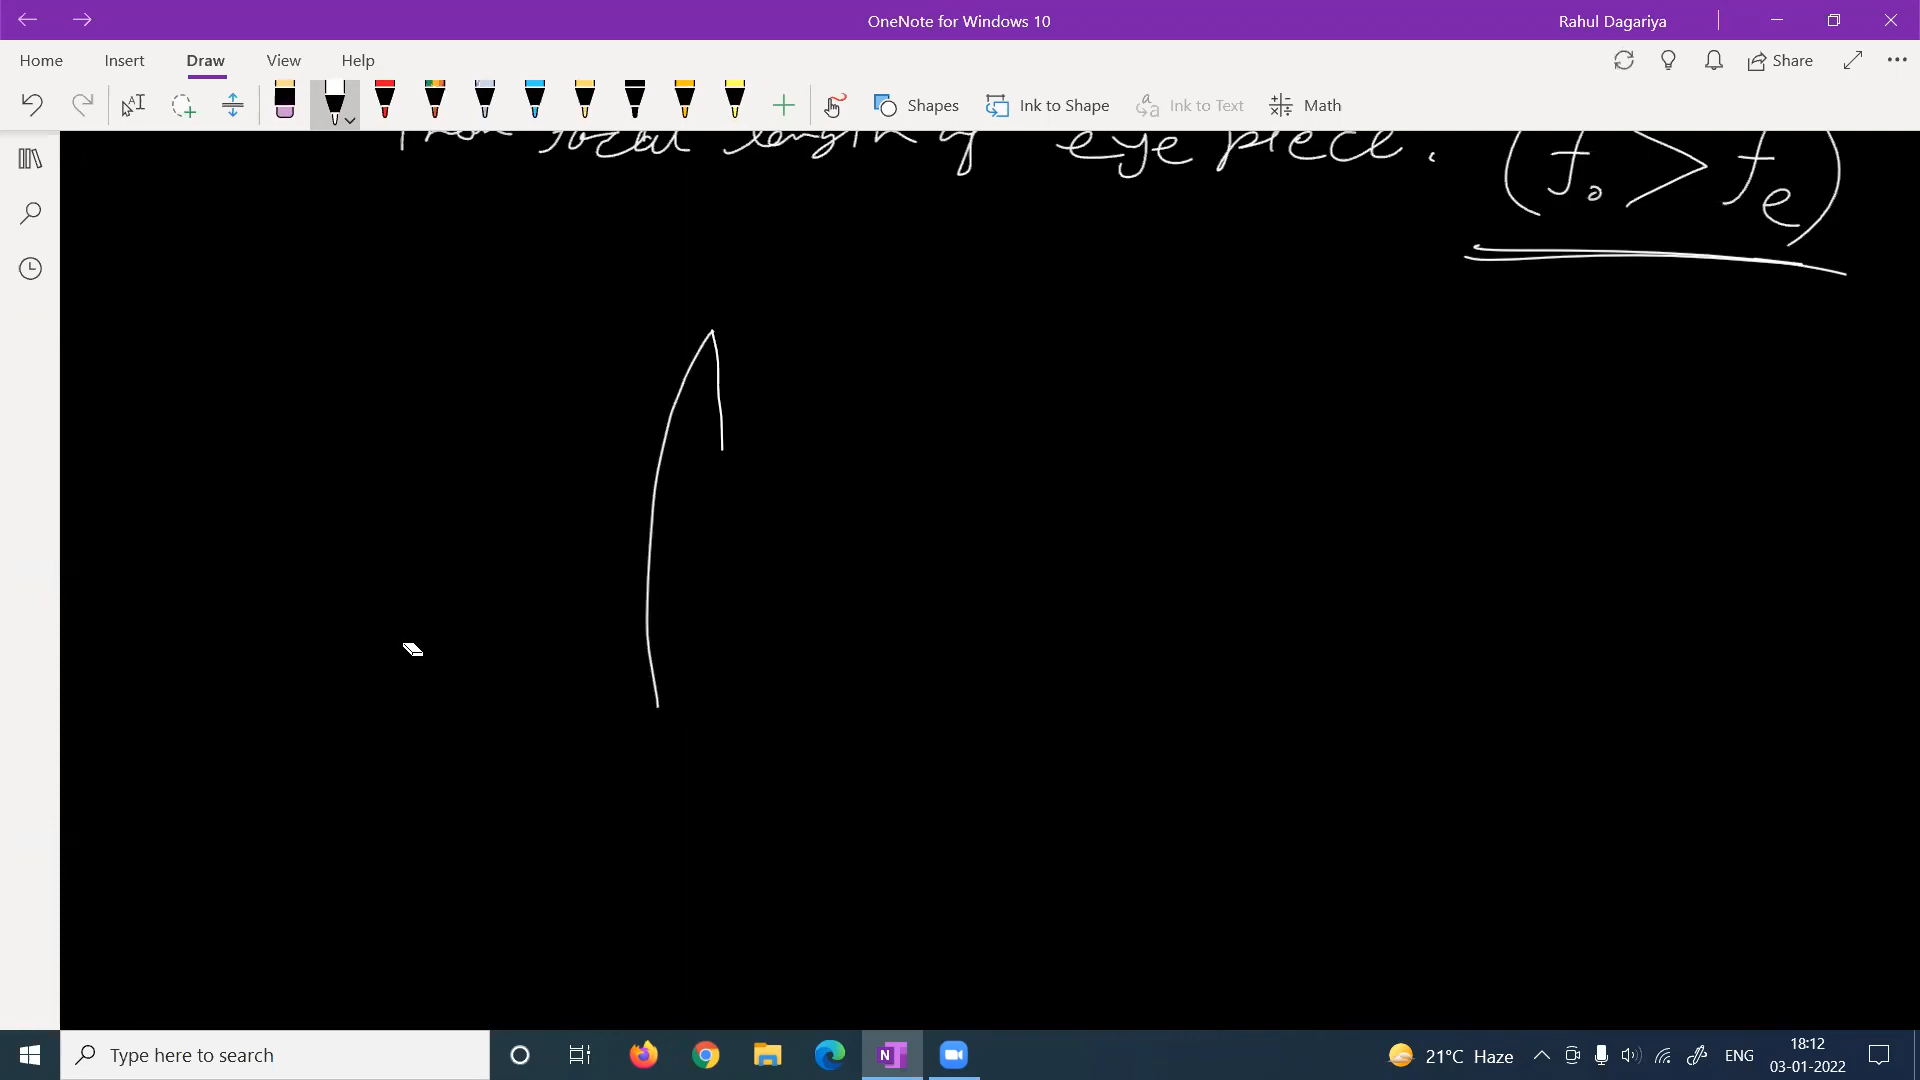 OneNote for Windows 10
Rahul Dagariya
Home Insert Draw View Help
Share
Shapes Ink to Shape Ink to Text Math
Than focal length of eye piece. (fo > fe)
Type here to search
21°C Haze
ENG
18:12
03-01-2022